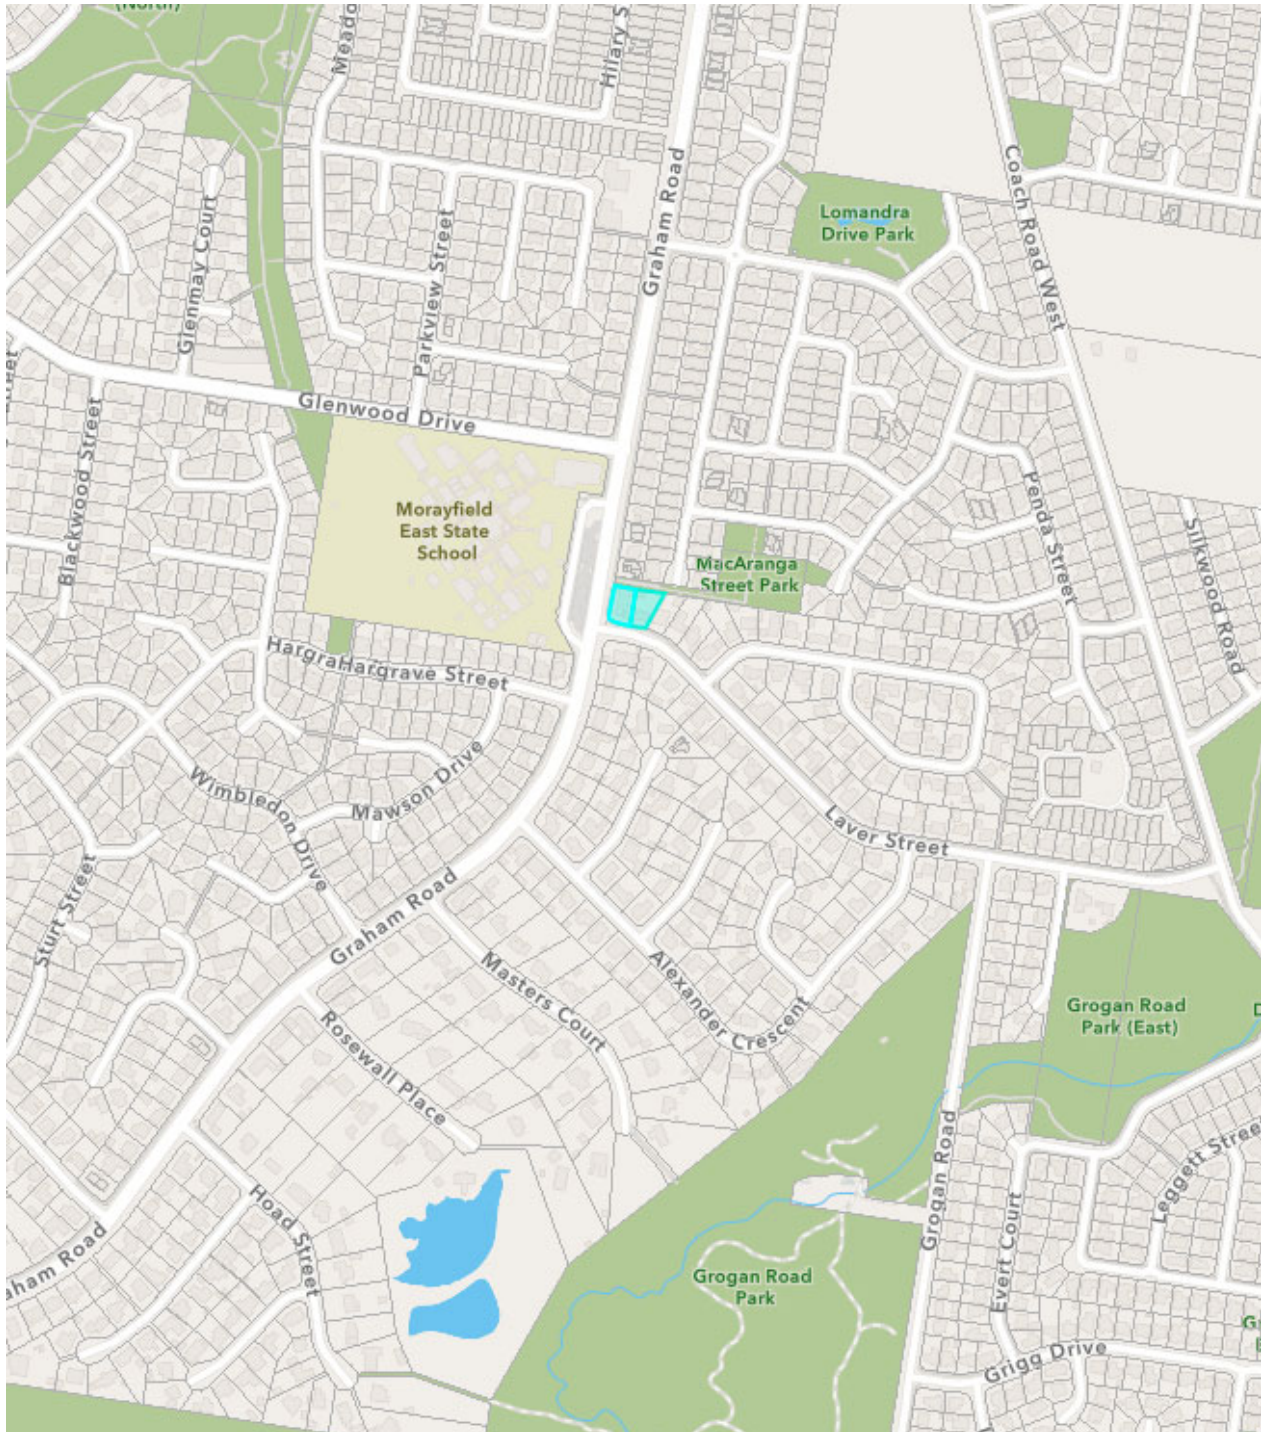 (North)
Meado
Hilary S
Graham Road
Coach Road West
Lomandra
Drive Park
Glenmay Court
Parkview Street
Glenwood Drive
Blackwood Street
Morayfield
East State
School
Penda Street
Silkwood Road
MacAranga
Street Park
HargraHargrave Street
Wimbledon Drive
Mawson Drive
Laver Street
Sturt Street
Graham Road
Masters Court
Alexander Crescent
Grogan Road
Park (East)
D
Rosewall Place
Grogan Road
Leggett Stree
Hoad Street
Evert Court
aham Road
Grogan Road
Park
Grigg Drive